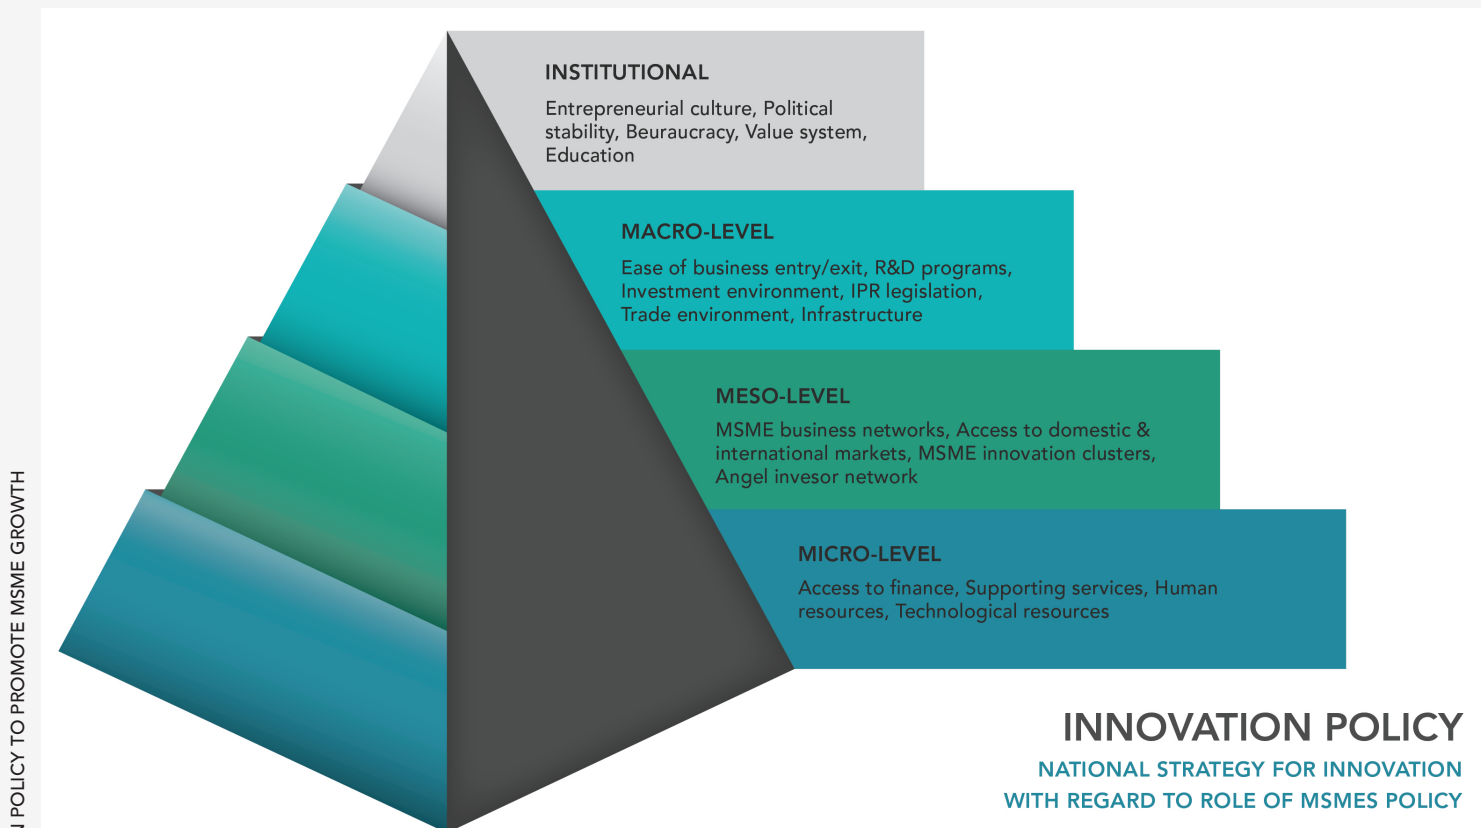 INSTITUTIONAL
Entrepreneurial culture, Political
stability, Beuraucracy, Value system,
Education
MACRO-LEVEL
Ease of business entry/exit, R&D programs,
Investment environment, IPR legislation,
Trade environment, Infrastructure
MESO-LEVEL
MSME business networks, Access to domestic &
international markets, MSME innovation clusters,
Angel invesor network
MICRO-LEVEL
Access to finance, Supporting services, Human
resources, Technological resources
INNOVATION POLICY
NATIONAL STRATEGY FOR INNOVATION
WITH REGARD TO ROLE OF MSMES POLICY
POLICY TO PROMOTE MSME GROWTH